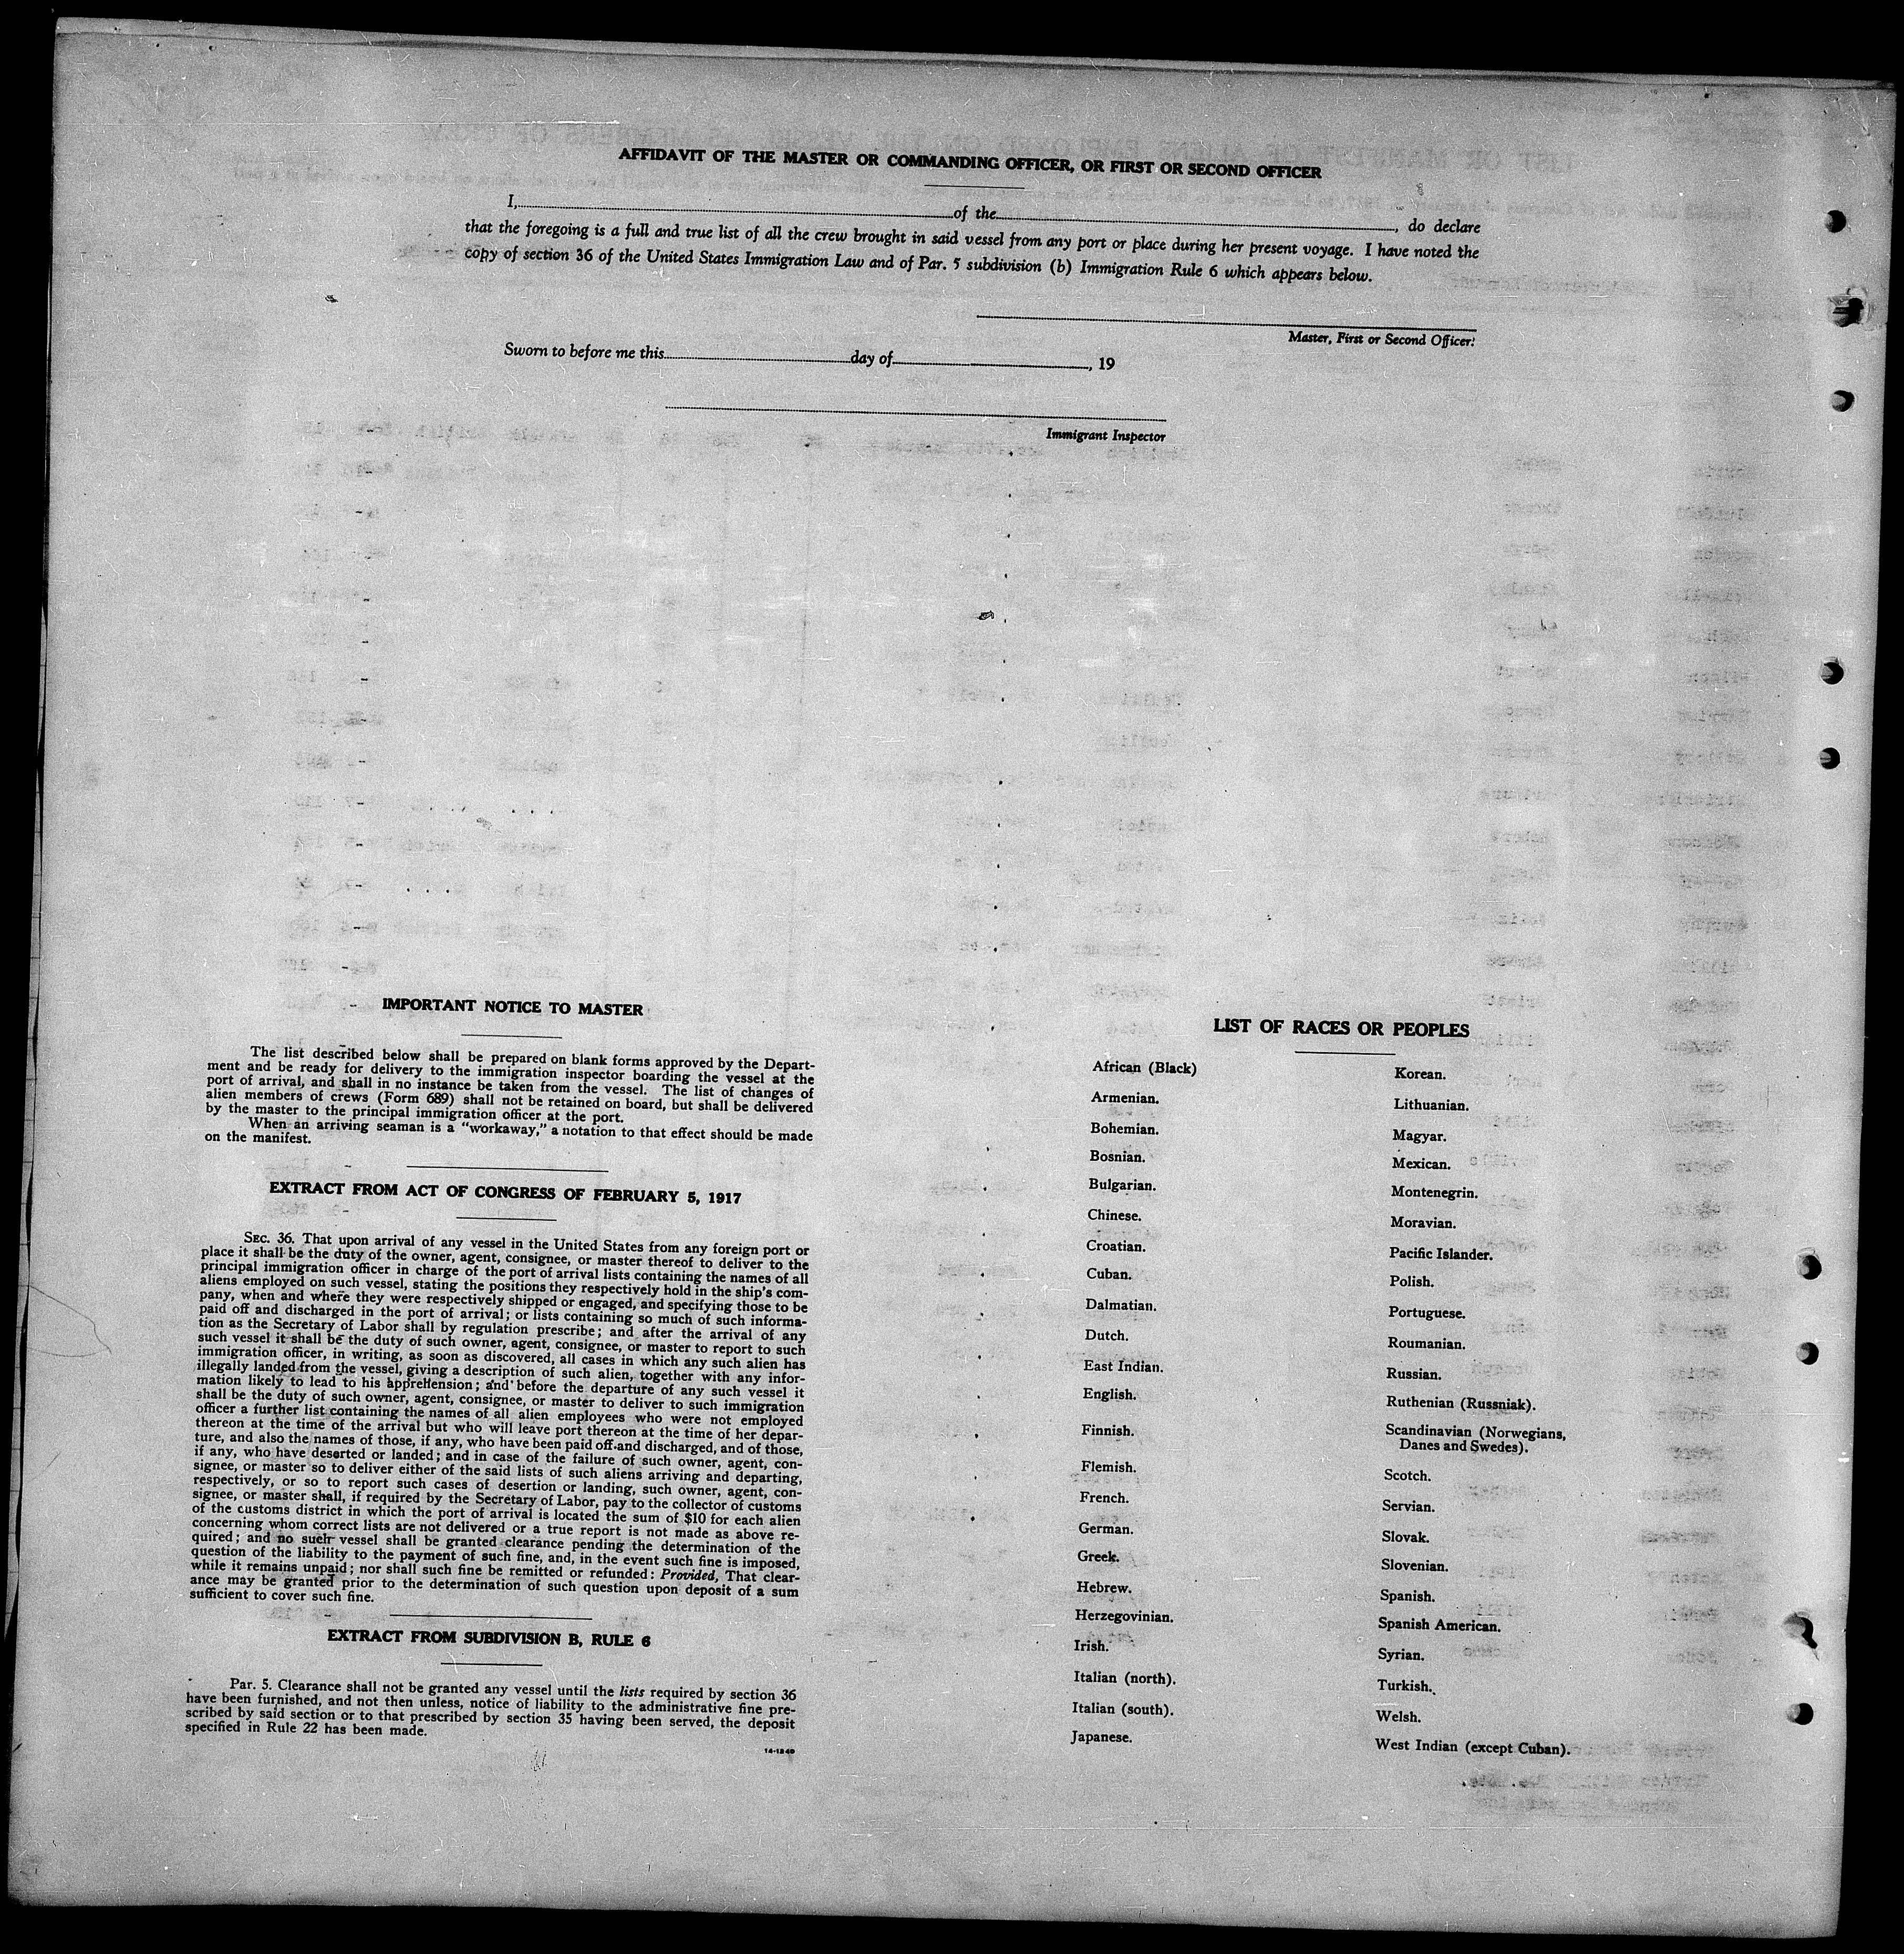 AFFIDAVIT OF THE MASTER OR COMMANDING OFFICER, OR FIRST OR SECOND OFFICER
I, of the , do declare
that the foregoing is a full and true list of all the crew brought in said vessel from any port or place during her present voyage. I have noted the
copy of section 36 of the United States Immigration Law and of Par. 5 subdivision (b) Immigration Rule 6 which appears below.
Master, First or Second Officer.
Sworn to before me this day of , 19
Immigrant Inspector
IMPORTANT NOTICE TO MASTER
The list described below shall be prepared on blank forms approved by the Depart-
ment and be ready for delivery to the immigration inspector boarding the vessel at the
port of arrival, and shall in no instance be taken from the vessel. The list of changes of
alien members of crews (Form 689) shall not be retained on board, but shall be delivered
by the master to the principal immigration officer at the port.
When an arriving seaman is a "workaway," a notation to that effect should be made
on the manifest.
EXTRACT FROM ACT OF CONGRESS OF FEBRUARY 5, 1917
SEC. 36. That upon arrival of any vessel in the United States from any foreign port or
place it shall be the duty of the owner, agent, consignee, or master thereof to deliver to the
principal immigration officer in charge of the port of arrival lists containing the names of all
aliens employed on such vessel, stating the positions they respectively hold in the ship's com-
pany, when and where they were respectively shipped or engaged, and specifying those to be
paid off and discharged in the port of arrival; or lists containing so much of such informa-
tion as the Secretary of Labor shall by regulation prescribe; and after the arrival of any
such vessel it shall be the duty of such owner, agent, consignee, or master to report to such
immigration officer, in writing, as soon as discovered, all cases in which any such alien has
illegally landed from the vessel, giving a description of such alien, together with any infor-
mation likely to lead to his apprehension; and before the departure of any such vessel it
shall be the duty of such owner, agent, consignee, or master to deliver to such immigration
officer a further list containing the names of all alien employees who were not employed
thereon at the time of the arrival but who will leave port thereon at the time of her depar-
ture, and also the names of those, if any, who have been paid off and discharged, and of those,
if any, who have deserted or landed; and in case of the failure of such owner, agent, con-
signee, or master so to deliver either of the said lists of such aliens arriving and departing,
respectively, or so to report such cases of desertion or landing, such owner, agent, con-
signee, or master shall, if required by the Secretary of Labor, pay to the collector of customs
of the customs district in which the port of arrival is located the sum of $10 for each alien
concerning whom correct lists are not delivered or a true report is not made as above re-
quired; and no such vessel shall be granted clearance pending the determination of the
question of the liability to the payment of such fine, and, in the event such fine is imposed,
while it remains unpaid; nor shall such fine be remitted or refunded: Provided, That clear-
ance may be granted prior to the determination of such question upon deposit of a sum
sufficient to cover such fine.
EXTRACT FROM SUBDIVISION B, RULE 6
Par. 5. Clearance shall not be granted any vessel until the lists required by section 36
have been furnished, and not then unless, notice of liability to the administrative fine pre-
scribed by said section or to that prescribed by section 35 having been served, the deposit
specified in Rule 22 has been made.
14-1240
LIST OF RACES OR PEOPLES
African (Black)
Armenian.
Bohemian.
Bosnian.
Bulgarian.
Chinese.
Croatian.
Cuban.
Dalmatian.
Dutch.
East Indian.
English.
Finnish.
Flemish.
French.
German.
Greek.
Hebrew.
Herzegovinian.
Irish.
Italian (north).
Italian (south).
Japanese.
Korean.
Lithuanian.
Magyar.
Mexican.
Montenegrin.
Moravian.
Pacific Islander.
Polish.
Portuguese.
Roumanian.
Russian.
Ruthenian (Russniak).
Scandinavian (Norwegians,
Danes and Swedes).
Scotch.
Servian.
Slovak.
Slovenian.
Spanish.
Spanish American.
Syrian.
Turkish.
Welsh.
West Indian (except Cuban).